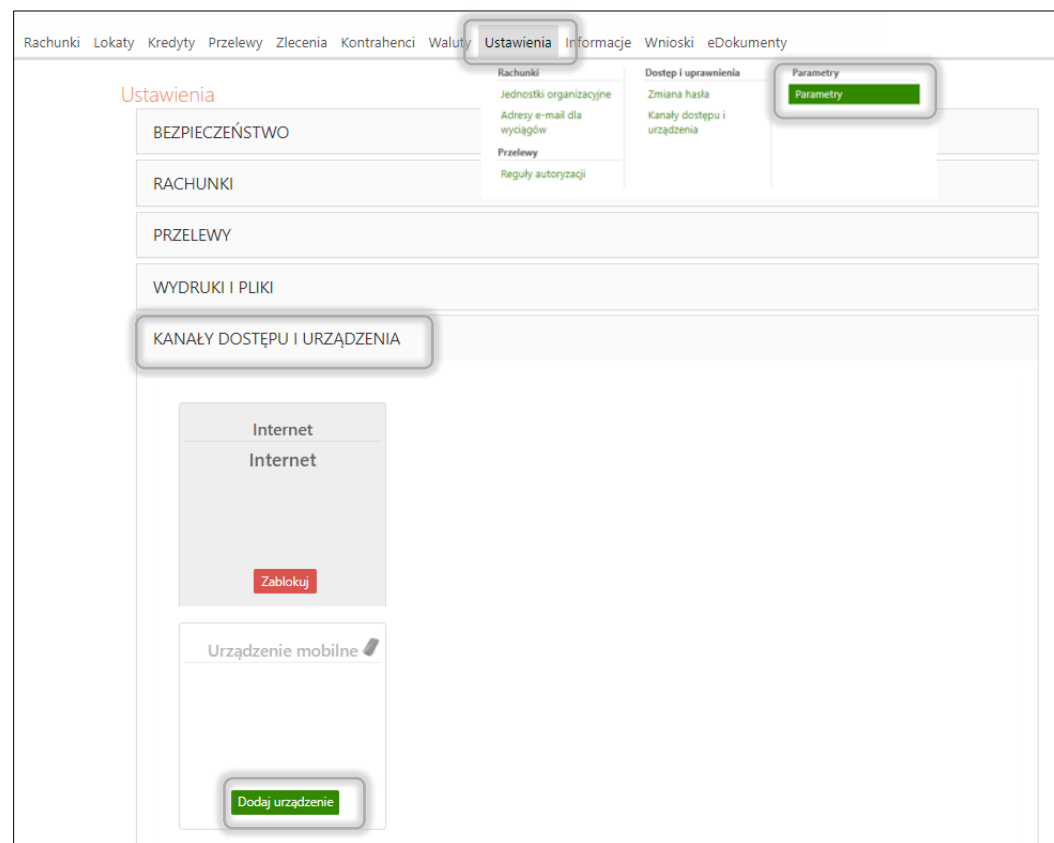 Rachunki Lokaty Kredyty Przelewy Zlecenia Kontrahenci Waluty Ustawienia Informacje Wnioski eDokumenty
Rachunki
Jednostki organizacyjne
Adresy e-mail dla
wyciągów
Przelewy
Reguły autoryzacji
Dostęp i uprawnienia
Zmiana hasła
Kanały dostępu i
urządzenia
Parametry
Parametry
Ustawienia
BEZPIECZEŃSTWO
RACHUNKI
PRZELEWY
WYDRUKI I PLIKI
KANAŁY DOSTĘPU I URZĄDZENIA
Internet
Internet
Zablokuj
Urządzenie mobilne
Dodaj urządzenie